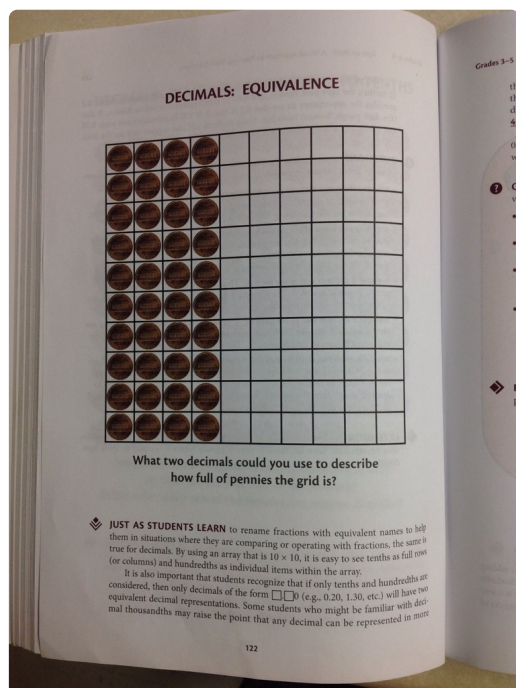 DECIMALS: EQUIVALENCE
What two decimals could you use to describe
how full of pennies the grid is?
JUST AS STUDENTS LEARN to rename fractions with equivalent names to help
them in situations where they are comparing or operating with fractions, the same is
true for decimals. By using an array that is 10 × 10, it is easy to see tenths as full rows
(or columns) and hundredths as individual items within the array.
It is also important that students recognize that if only tenths and hundredths are
considered, then only decimals of the form □.□0 (e.g., 0.20, 1.30, etc.) will have two
equivalent decimal representations. Some students who might be familiar with deci-
mal thousandths may raise the point that any decimal can be represented in more
122
Grades 3–5